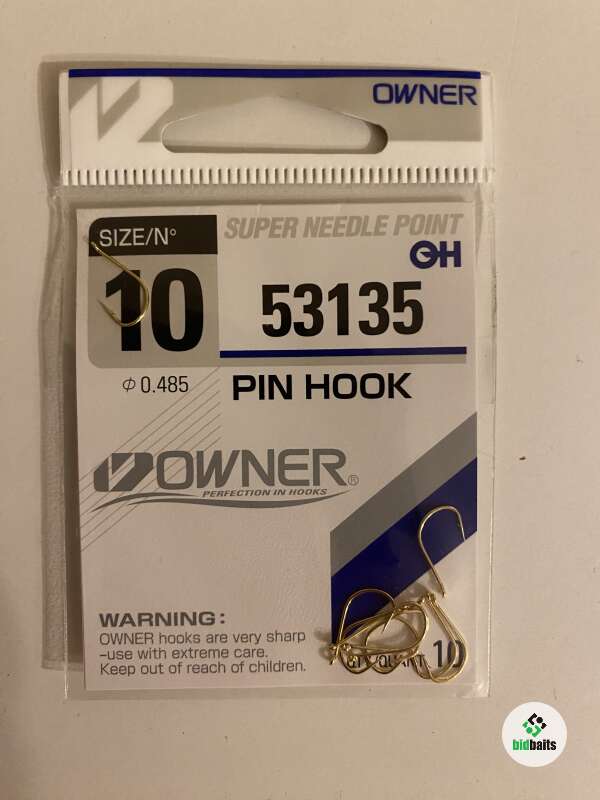 OWNER
SIZE/N°
SUPER NEEDLE POINT
10
53135
φ 0.485
PIN HOOK
OWNER®
PERFECTION IN HOOKS
WARNING:
OWNER hooks are very sharp
-use with extreme care.
Keep out of reach of children.
10
bidbaits